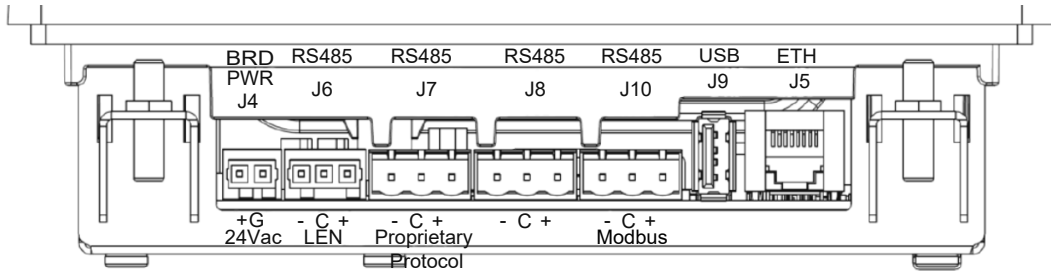 BRD RS485 RS485 RS485 RS485 USB ETH
PWR
J4 J6 J7 J8 J10 J9 J5
+G - C + - C + - C + - C +
24Vac LEN Proprietary Modbus
Protocol